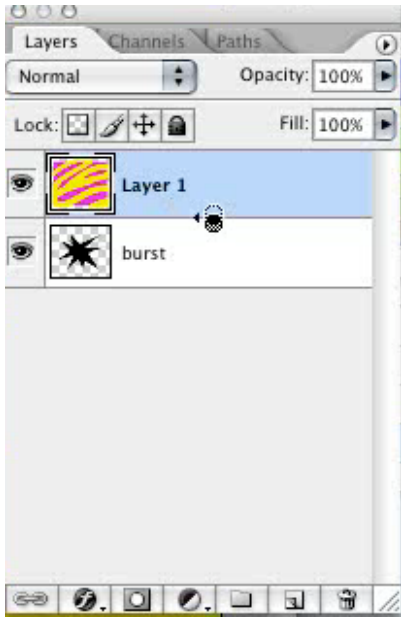 Layers Channels Paths
Normal Opacity: 100%
Lock: Fill: 100%
Layer 1
burst